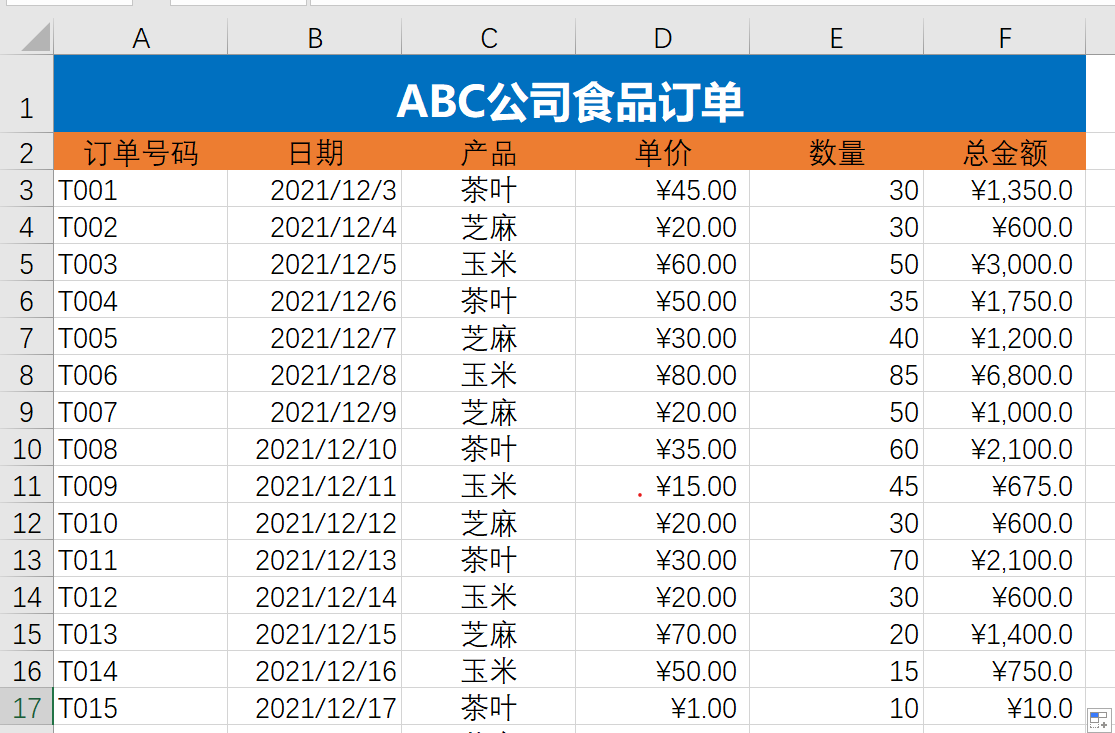 A B C D E F
1 ABC公司食品订单
2 订单号码 日期 产品 单价 数量 总金额
3 T001 2021/12/3 茶叶 ¥45.00 30 ¥1,350.0
4 T002 2021/12/4 芝麻 ¥20.00 30 ¥600.0
5 T003 2021/12/5 玉米 ¥60.00 50 ¥3,000.0
6 T004 2021/12/6 茶叶 ¥50.00 35 ¥1,750.0
7 T005 2021/12/7 芝麻 ¥30.00 40 ¥1,200.0
8 T006 2021/12/8 玉米 ¥80.00 85 ¥6,800.0
9 T007 2021/12/9 芝麻 ¥20.00 50 ¥1,000.0
10 T008 2021/12/10 茶叶 ¥35.00 60 ¥2,100.0
11 T009 2021/12/11 玉米 ¥15.00 45 ¥675.0
12 T010 2021/12/12 芝麻 ¥20.00 30 ¥600.0
13 T011 2021/12/13 茶叶 ¥30.00 70 ¥2,100.0
14 T012 2021/12/14 玉米 ¥20.00 30 ¥600.0
15 T013 2021/12/15 芝麻 ¥70.00 20 ¥1,400.0
16 T014 2021/12/16 玉米 ¥50.00 15 ¥750.0
17 T015 2021/12/17 茶叶 ¥1.00 10 ¥10.0